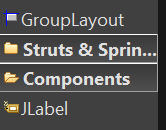 GroupLayout
Struts & Sprin...
Components
JLabel